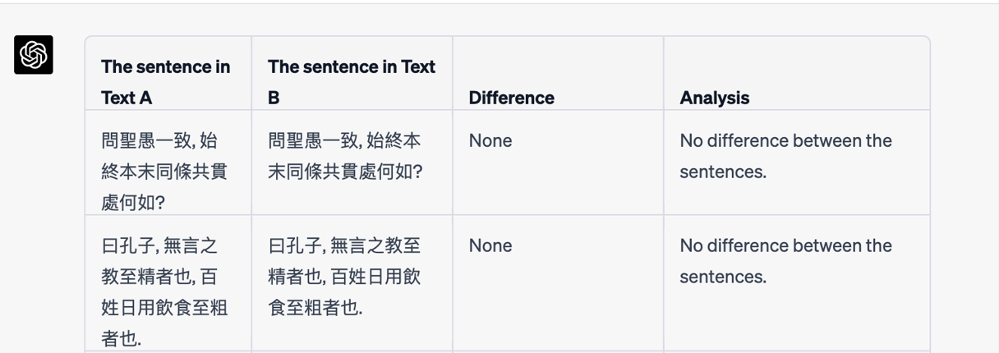 The sentence in
Text A
The sentence in Text
B
Difference
Analysis
問聖愚一致, 始
終本末同條共貫
處何如?
問聖愚一致, 始終本
末同條共貫處何如?
None
No difference between the
sentences.
曰孔子, 無言之
教至精者也, 百
姓日用飲食至粗
者也.
曰孔子, 無言之教至
精者也, 百姓日用飲
食至粗者也.
None
No difference between the
sentences.